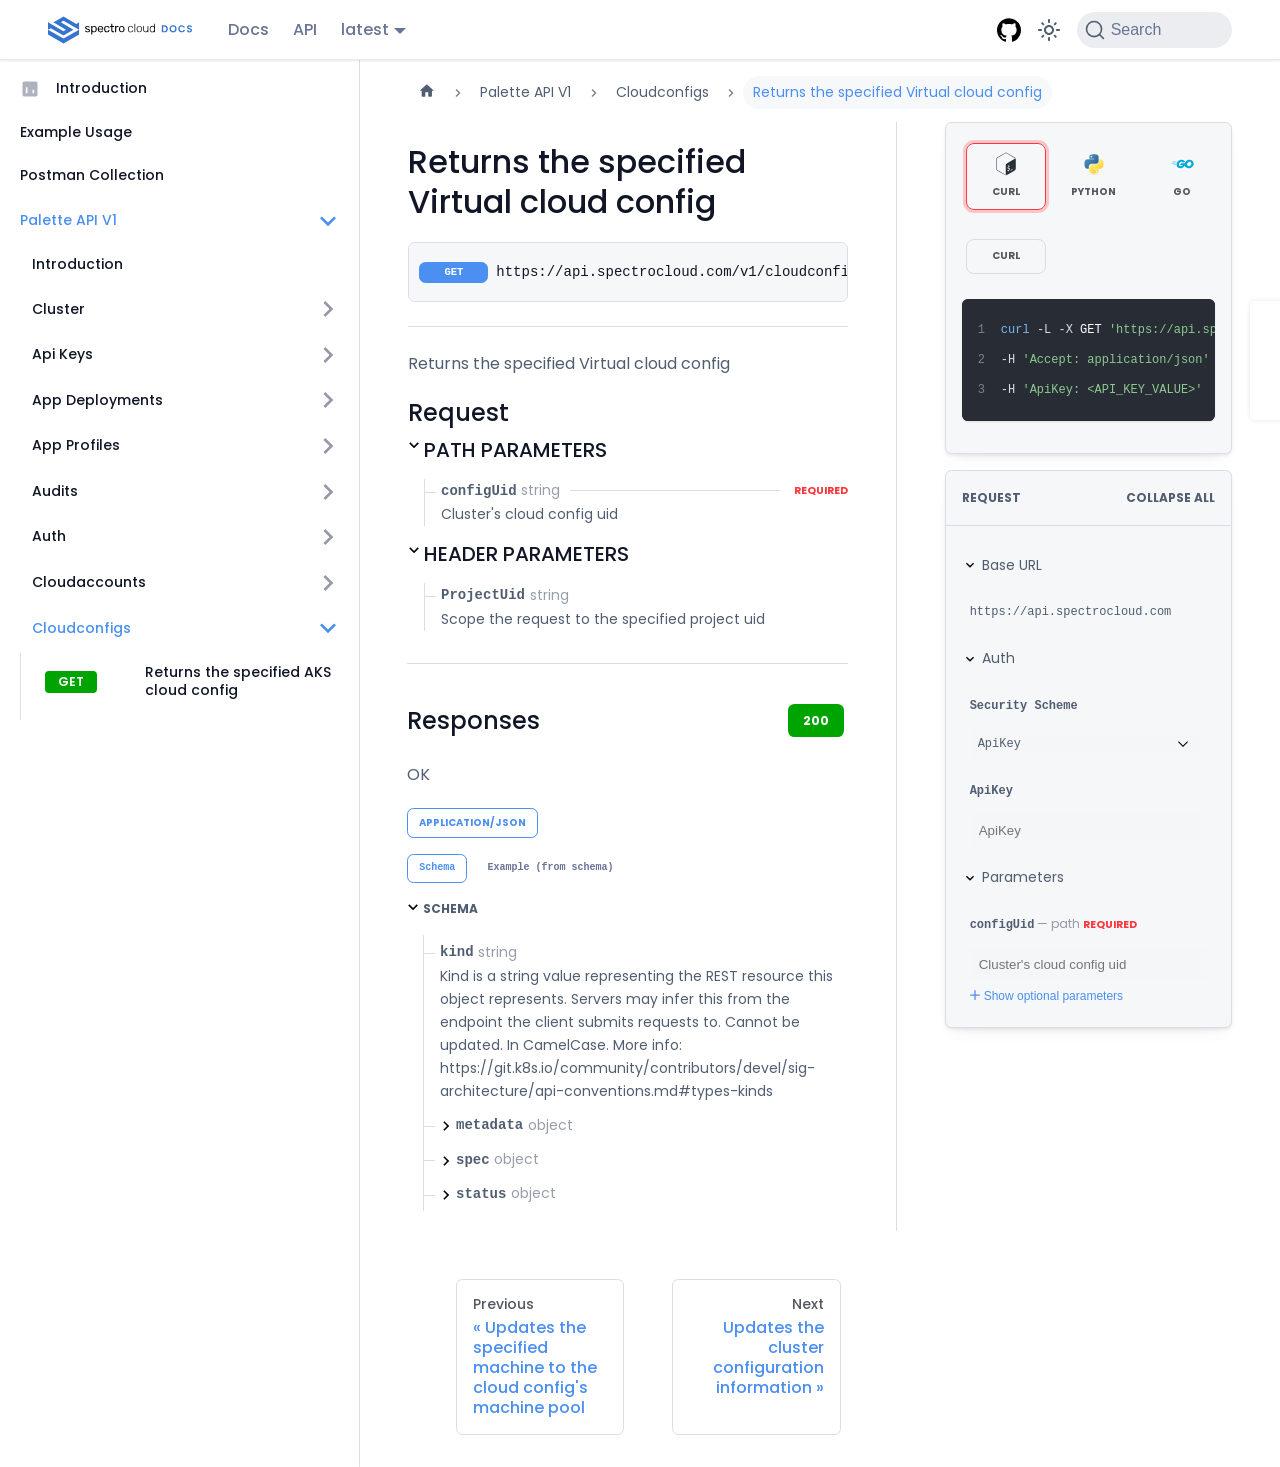 spectro cloud DOCS
Docs
API
latest
Search
Introduction
Example Usage
Postman Collection
Palette API V1
Introduction
Cluster
Api Keys
App Deployments
App Profiles
Audits
Auth
Cloudaccounts
Cloudconfigs
GET
Returns the specified AKS
cloud config
Palette API V1
Cloudconfigs
Returns the specified Virtual cloud config
Returns the specified
Virtual cloud config
GET https://api.spectrocloud.com/v1/cloudconfi
Returns the specified Virtual cloud config
Request
PATH PARAMETERS
configUid string REQUIRED
Cluster's cloud config uid
HEADER PARAMETERS
ProjectUid string
Scope the request to the specified project uid
Responses
200
OK
APPLICATION/JSON
Schema
Example (from schema)
SCHEMA
kind string
Kind is a string value representing the REST resource this
object represents. Servers may infer this from the
endpoint the client submits requests to. Cannot be
updated. In CamelCase. More info:
https://git.k8s.io/community/contributors/devel/sig-
architecture/api-conventions.md#types-kinds
metadata object
spec object
status object
Previous
« Updates the
specified
machine to the
cloud config's
machine pool
Next
Updates the
cluster
configuration
information »
CURL
PYTHON
GO
CURL
1 curl -L -X GET 'https://api.sp
2 -H 'Accept: application/json'
3 -H 'ApiKey: <API_KEY_VALUE>'
REQUEST
COLLAPSE ALL
Base URL
https://api.spectrocloud.com
Auth
Security Scheme
ApiKey
ApiKey
ApiKey
Parameters
configUid — path REQUIRED
Cluster's cloud config uid
Show optional parameters